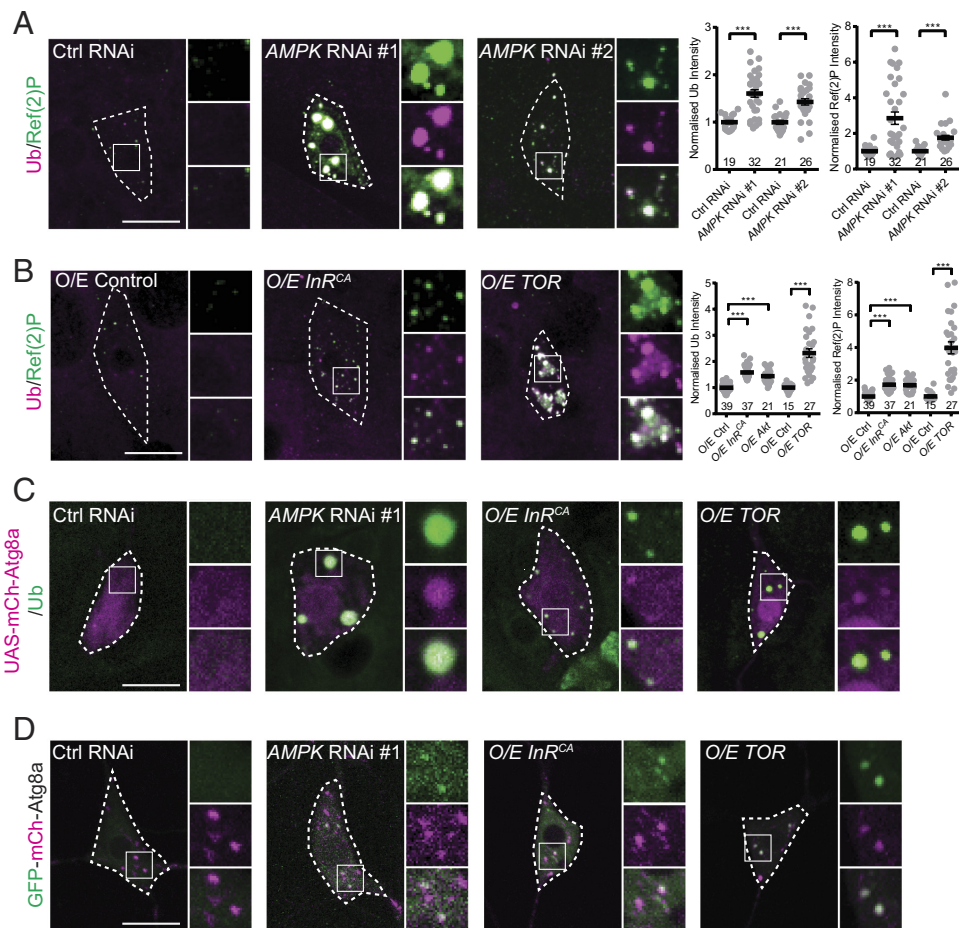 A
Ub/Ref(2)P
Ctrl RNAi
AMPK RNAi #1
AMPK RNAi #2
Normalised Ub Intensity
3
2
1
0
***
***
19
32
21
26
Ctrl RNAi
AMPK RNAi #1
Ctrl RNAi
AMPK RNAi #2
Normalised Ref(2)P Intensity
8
6
4
2
0
***
***
19
32
21
26
Ctrl RNAi
AMPK RNAi #1
Ctrl RNAi
AMPK RNAi #2
B
Ub/Ref(2)P
O/E Control
O/E InR^CA
O/E TOR
Normalised Ub Intensity
5
4
3
2
1
0
***
***
***
39
37
21
15
27
O/E Ctrl
O/E InR^CA
O/E Akt
O/E Ctrl
O/E TOR
Normalised Ref(2)P Intensity
8
6
4
2
0
***
***
***
39
37
21
15
27
O/E Ctrl
O/E InR^CA
O/E Akt
O/E Ctrl
O/E TOR
C
UAS-mCh-Atg8a
/Ub
Ctrl RNAi
AMPK RNAi #1
O/E InR^CA
O/E TOR
D
GFP-mCh-Atg8a
Ctrl RNAi
AMPK RNAi #1
O/E InR^CA
O/E TOR